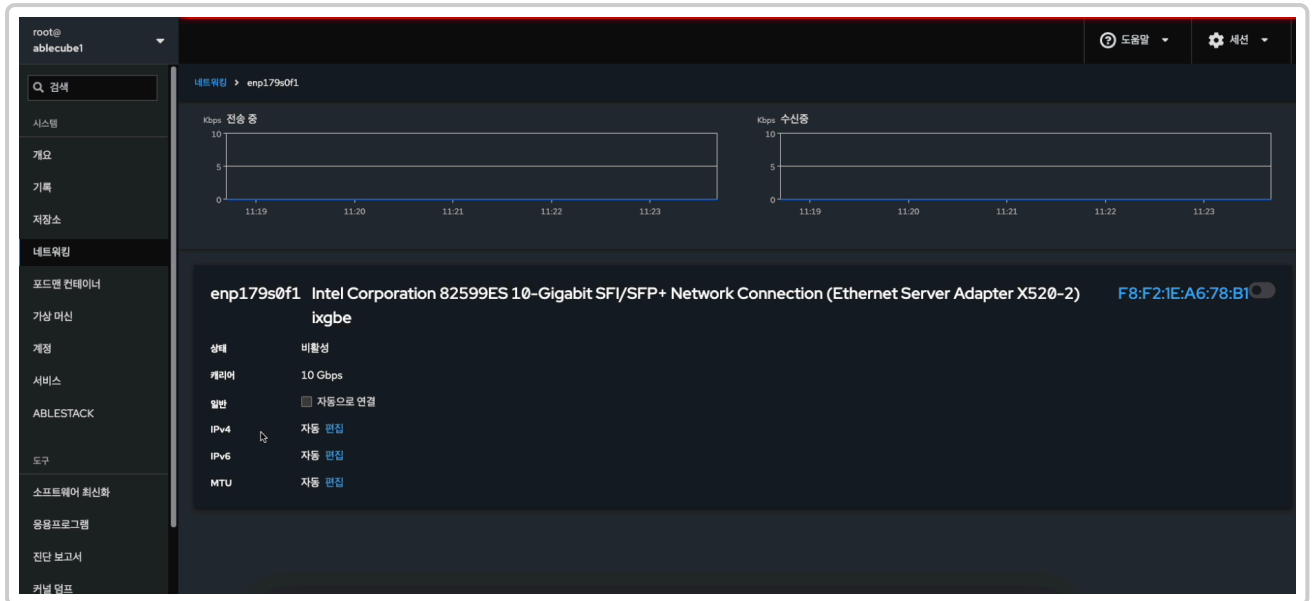 root@
ablecube1
도움말
세션
검색
네트워킹 > enp179s0f1
시스템
개요
기록
저장소
네트워킹
포드맨 컨테이너
가상 머신
계정
서비스
ABLESTACK
도구
소프트웨어 최신화
응용프로그램
진단 보고서
커널 덤프
Kbps 전송 중
10
5
0
11:19 11:20 11:21 11:22 11:23
Kbps 수신중
10
5
0
11:19 11:20 11:21 11:22 11:23
enp179s0f1 Intel Corporation 82599ES 10-Gigabit SFI/SFP+ Network Connection (Ethernet Server Adapter X520-2) F8:F2:1E:A6:78:B1
ixgbe
상태 비활성
캐리어 10 Gbps
일반 자동으로 연결
IPv4 자동 편집
IPv6 자동 편집
MTU 자동 편집